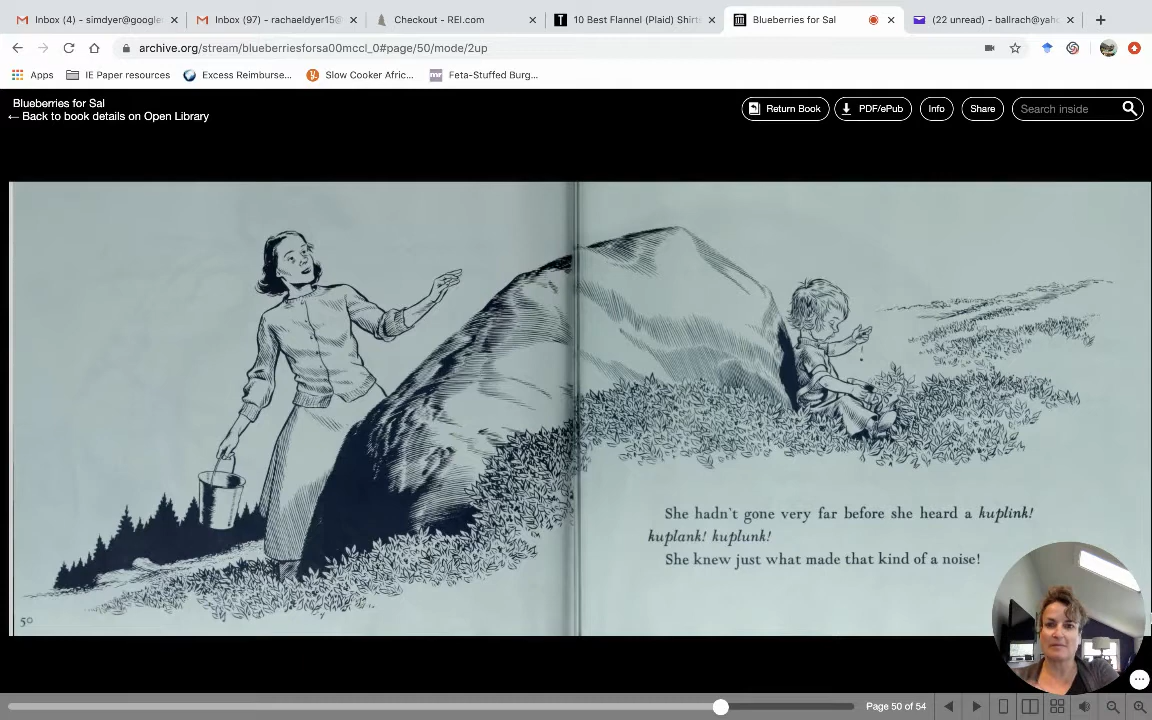 Inbox (4) - simdyer@google
Inbox (97) - rachaeldyer15@
Checkout - REI.com
10 Best Flannel (Plaid) Shirts
Blueberries for Sal
(22 unread) - ballrach@yaho
archive.org/stream/blueberriesforsa00mccl_0#page/50/mode/2up
Apps
IE Paper resources
Excess Reimburse...
Slow Cooker Afric...
mr
Feta-Stuffed Burg...
Blueberries for Sal
← Back to book details on Open Library
Return Book
PDF/ePub
Info
Share
Search inside
She hadn't gone very far before she heard a kuplink!
kuplank! kuplunk!
She knew just what made that kind of a noise!
50
Page 50 of 54